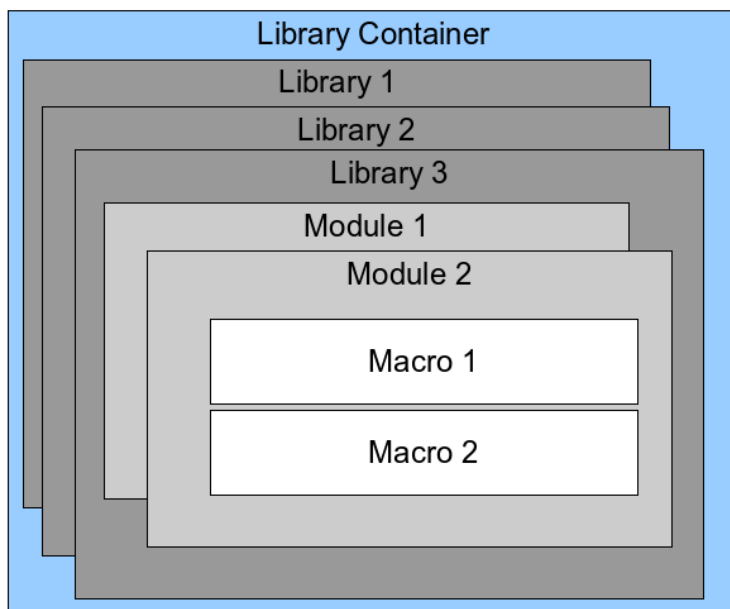 Library Container
Library 1
Library 2
Library 3
Module 1
Module 2
Macro 1
Macro 2